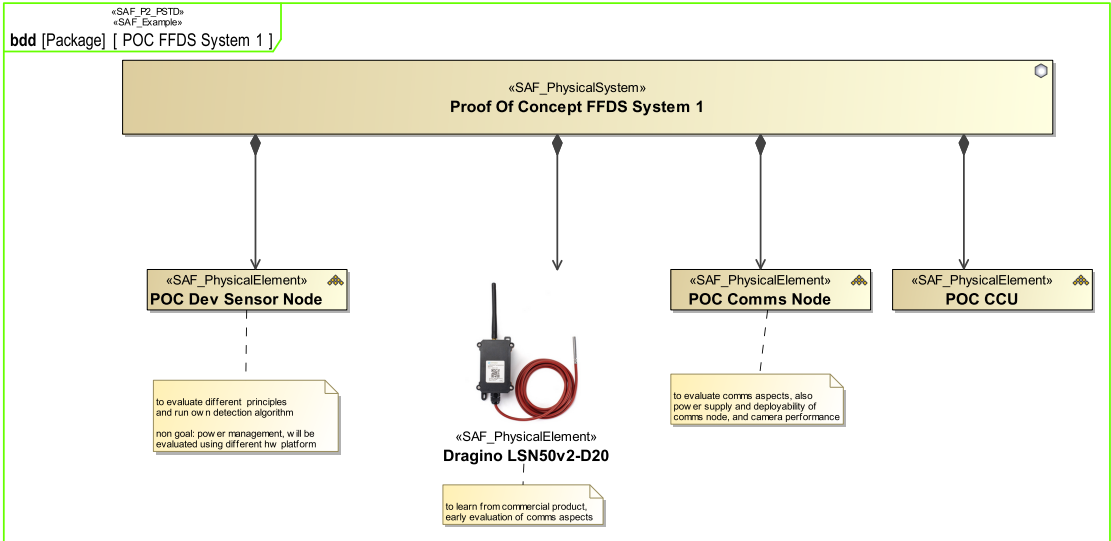 «SAF_P2_PSTD»
«SAF_Example»
bdd [Package] [ POC FFDS System 1 ]
«SAF_PhysicalSystem»
Proof Of Concept FFDS System 1
«SAF_PhysicalElement»
POC Dev Sensor Node
«SAF_PhysicalElement»
POC Comms Node
«SAF_PhysicalElement»
POC CCU
to evaluate different principles
and run own detection algorithm
non goal: power management, will be
evaluated using different hw platform
to evaluate comms aspects, also
power supply and deployability of
comms node, and camera performance
«SAF_PhysicalElement»
Dragino LSN50v2-D20
to learn from commercial product,
early evaluation of comms aspects